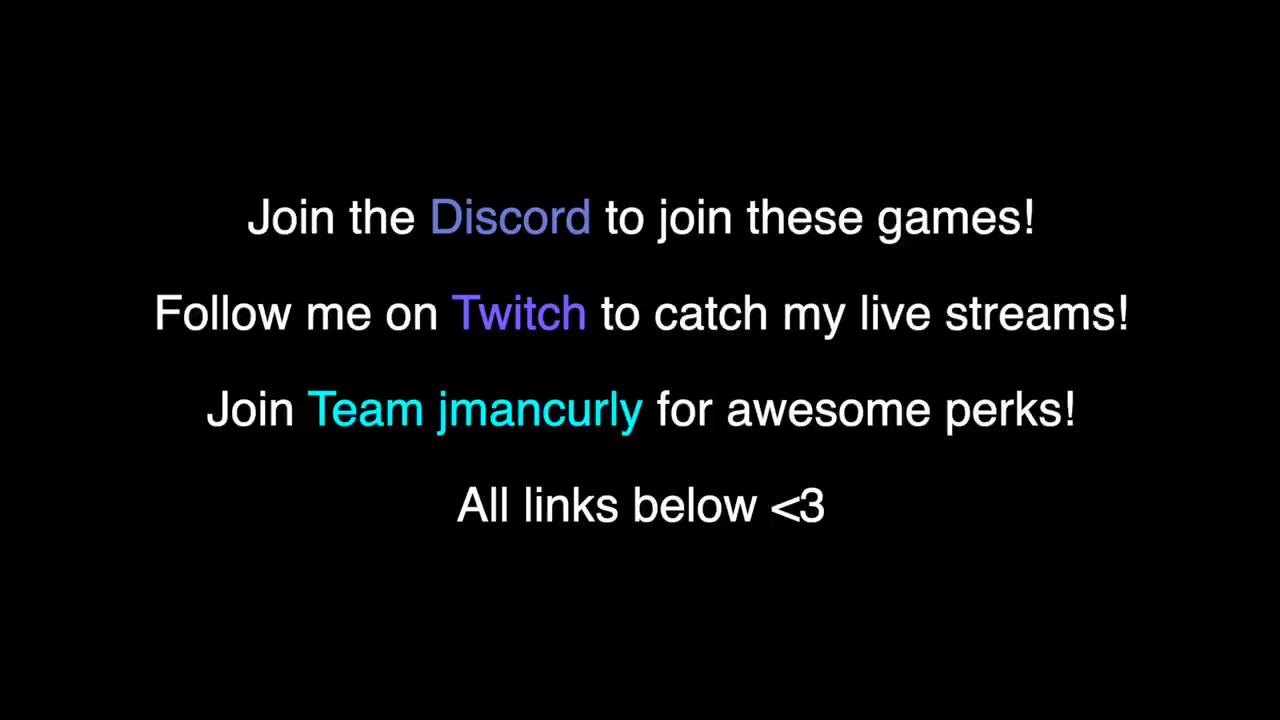 Join the Discord to join these games!
Follow me on Twitch to catch my live streams!
Join Team jmancurly for awesome perks!
All links below <3